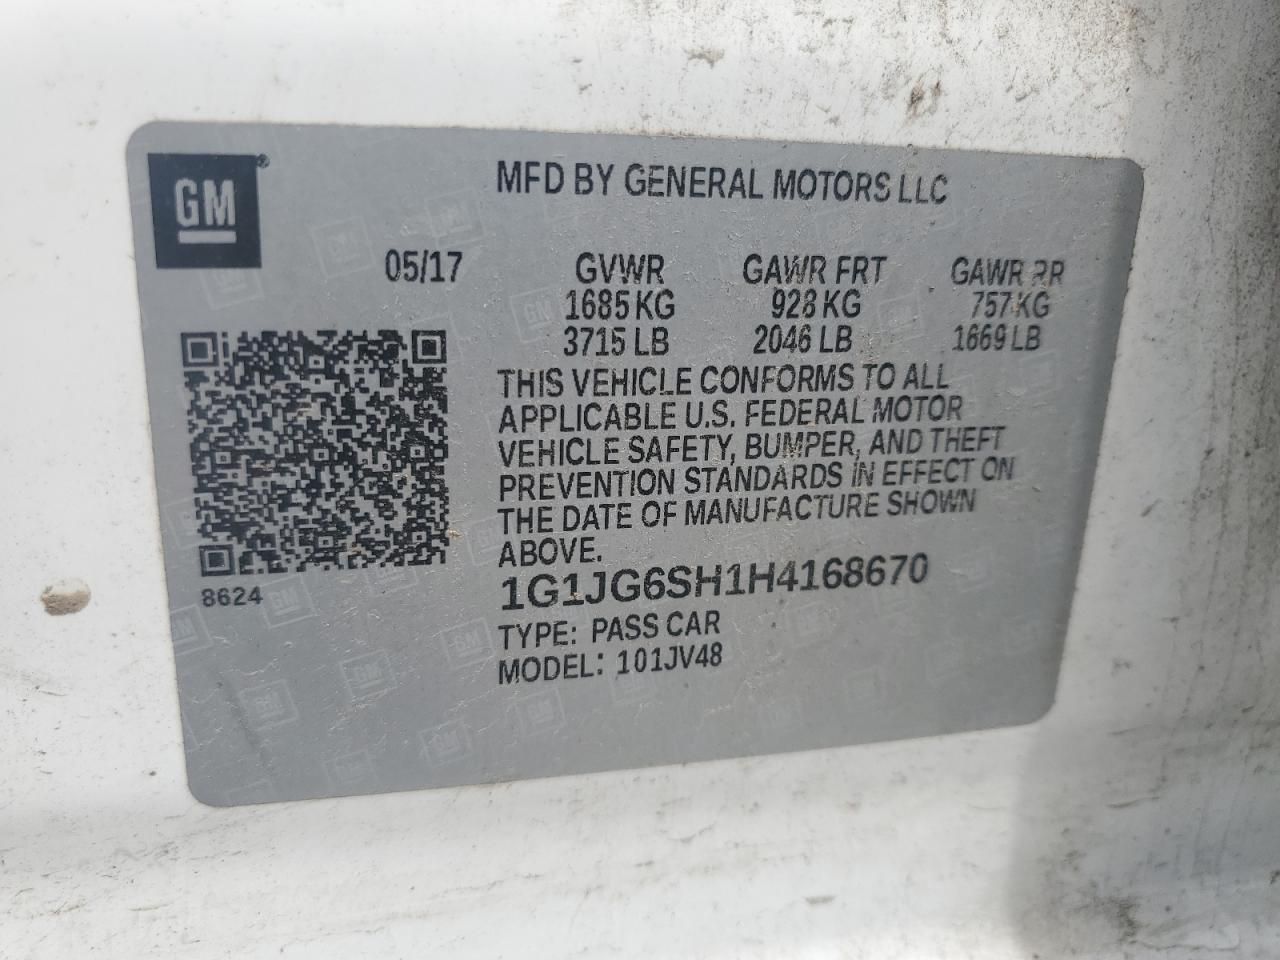 GM®
MFD BY GENERAL MOTORS LLC
05/17 GVWR GAWR FRT GAWR RR
1685 KG 928 KG 757 KG
3715 LB 2046 LB 1669 LB
THIS VEHICLE CONFORMS TO ALL
APPLICABLE U.S. FEDERAL MOTOR
VEHICLE SAFETY, BUMPER, AND THEFT
PREVENTION STANDARDS IN EFFECT ON
THE DATE OF MANUFACTURE SHOWN
ABOVE.
8624
1G1JG6SH1H4168670
TYPE: PASS CAR
MODEL: 101JV48